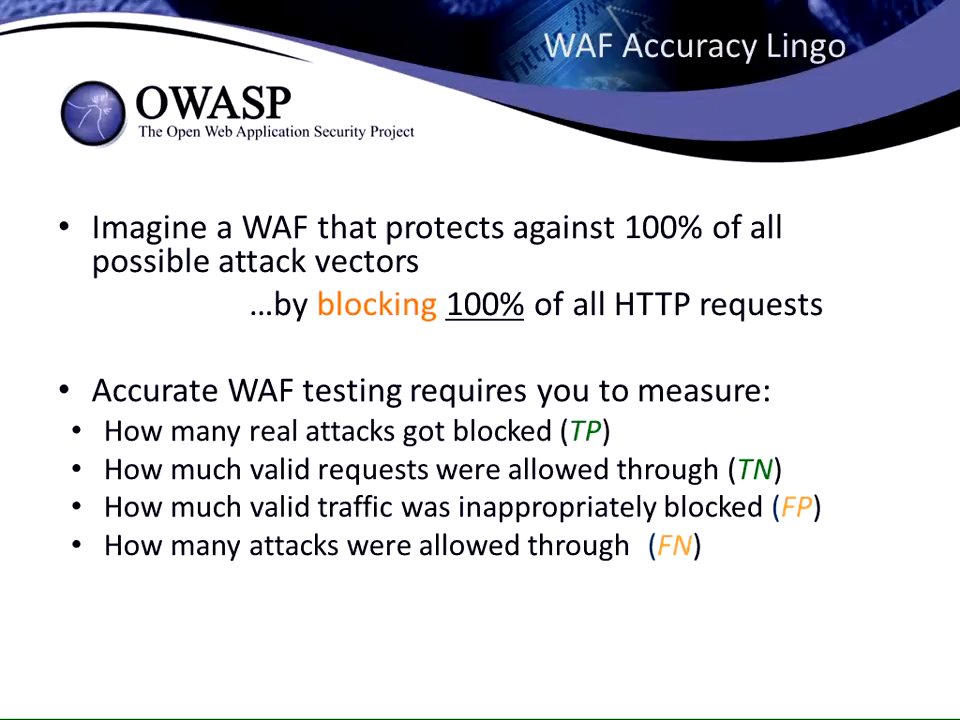 WAF Accuracy Lingo
OWASP
The Open Web Application Security Project
• Imagine a WAF that protects against 100% of all
possible attack vectors
...by blocking 100% of all HTTP requests
• Accurate WAF testing requires you to measure:
• How many real attacks got blocked (TP)
• How much valid requests were allowed through (TN)
• How much valid traffic was inappropriately blocked (FP)
• How many attacks were allowed through (FN)